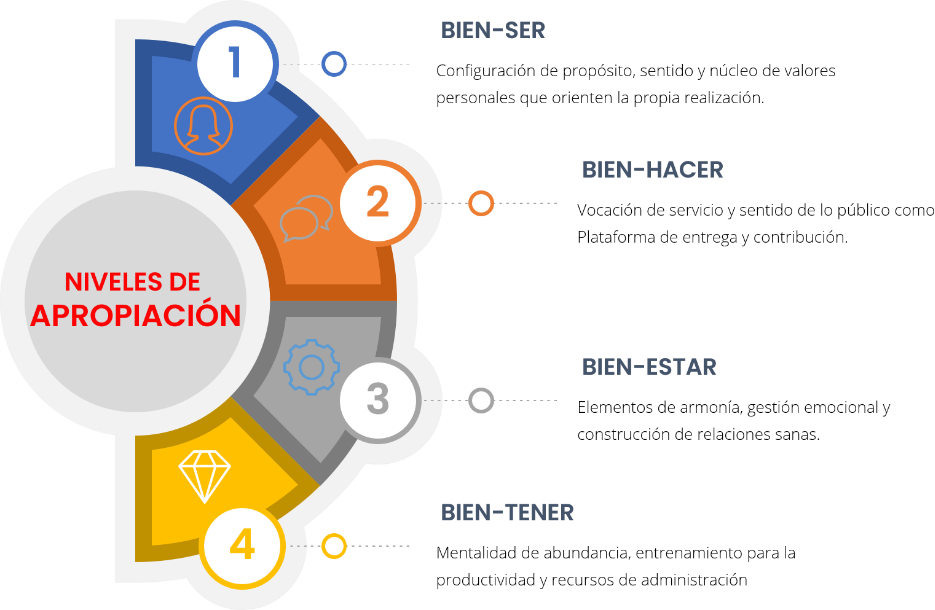 NIVELES DE
APROPIACIÓN
1
BIEN-SER
Configuración de propósito, sentido y núcleo de valores
personales que orienten la propia realización.
2
BIEN-HACER
Vocación de servicio y sentido de lo público como
Plataforma de entrega y contribución.
3
BIEN-ESTAR
Elementos de armonía, gestión emocional y
construcción de relaciones sanas.
4
BIEN-TENER
Mentalidad de abundancia, entrenamiento para la
productividad y recursos de administración